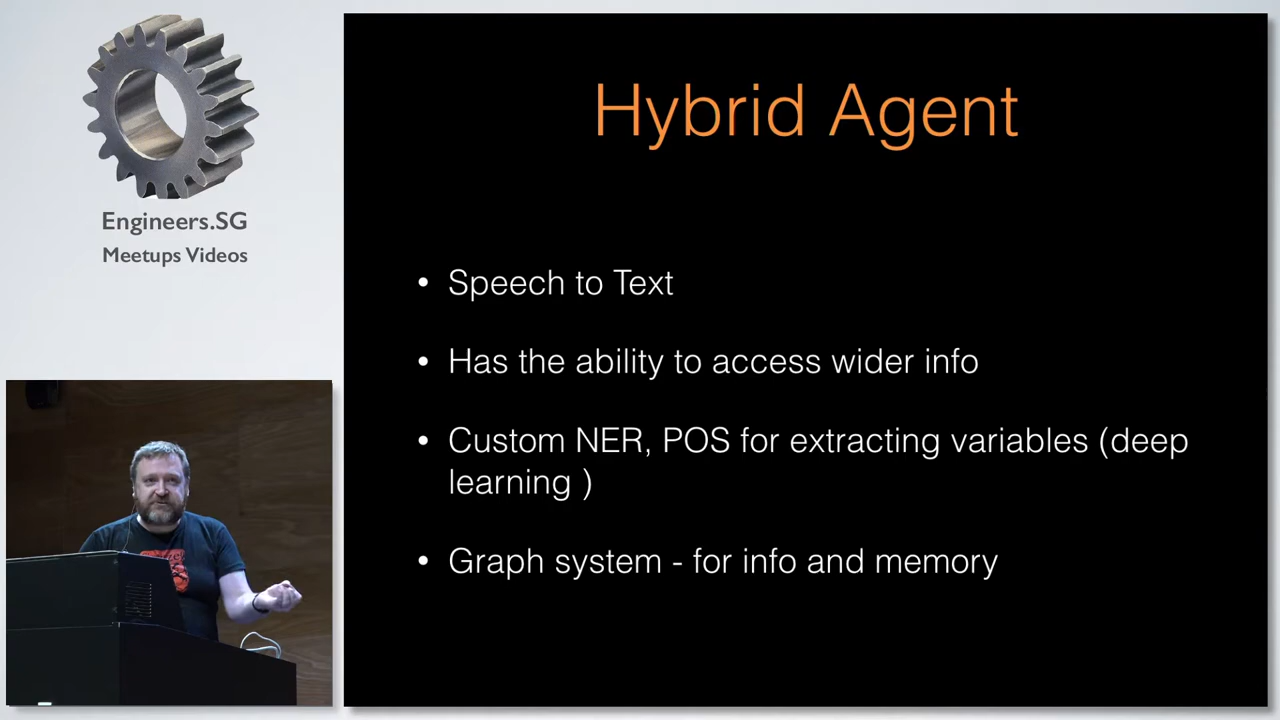 Engineers.SG
Meetups Videos
Hybrid Agent
• Speech to Text
• Has the ability to access wider info
• Custom NER, POS for extracting variables (deep
learning )
• Graph system - for info and memory